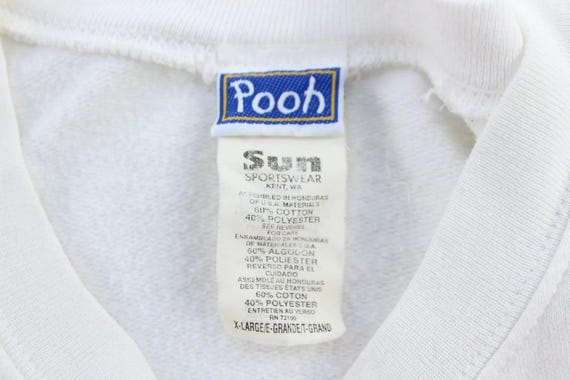 Pooh
Sun
SPORTSWEAR
KENT, WA
ASSEMBLED IN HONDURAS
OF U.S.A. MATERIALS
60% COTTON
40% POLYESTER
SEE REVERSE
FOR CARE
ENSAMBLADO EN HONDURAS
DE MATERIALES E.U.A.
60% ALGODON
40% POLIESTER
REVERSO PARA EL
CUIDADO
ASSEMBLE AU HONDURAS
DES TISSUES ÉTATS UNIS
60% COTON
40% POLYESTER
ENTRETIEN AU VERSO
RN 73100
X-LARGE/E-GRANDE/T-GRAND